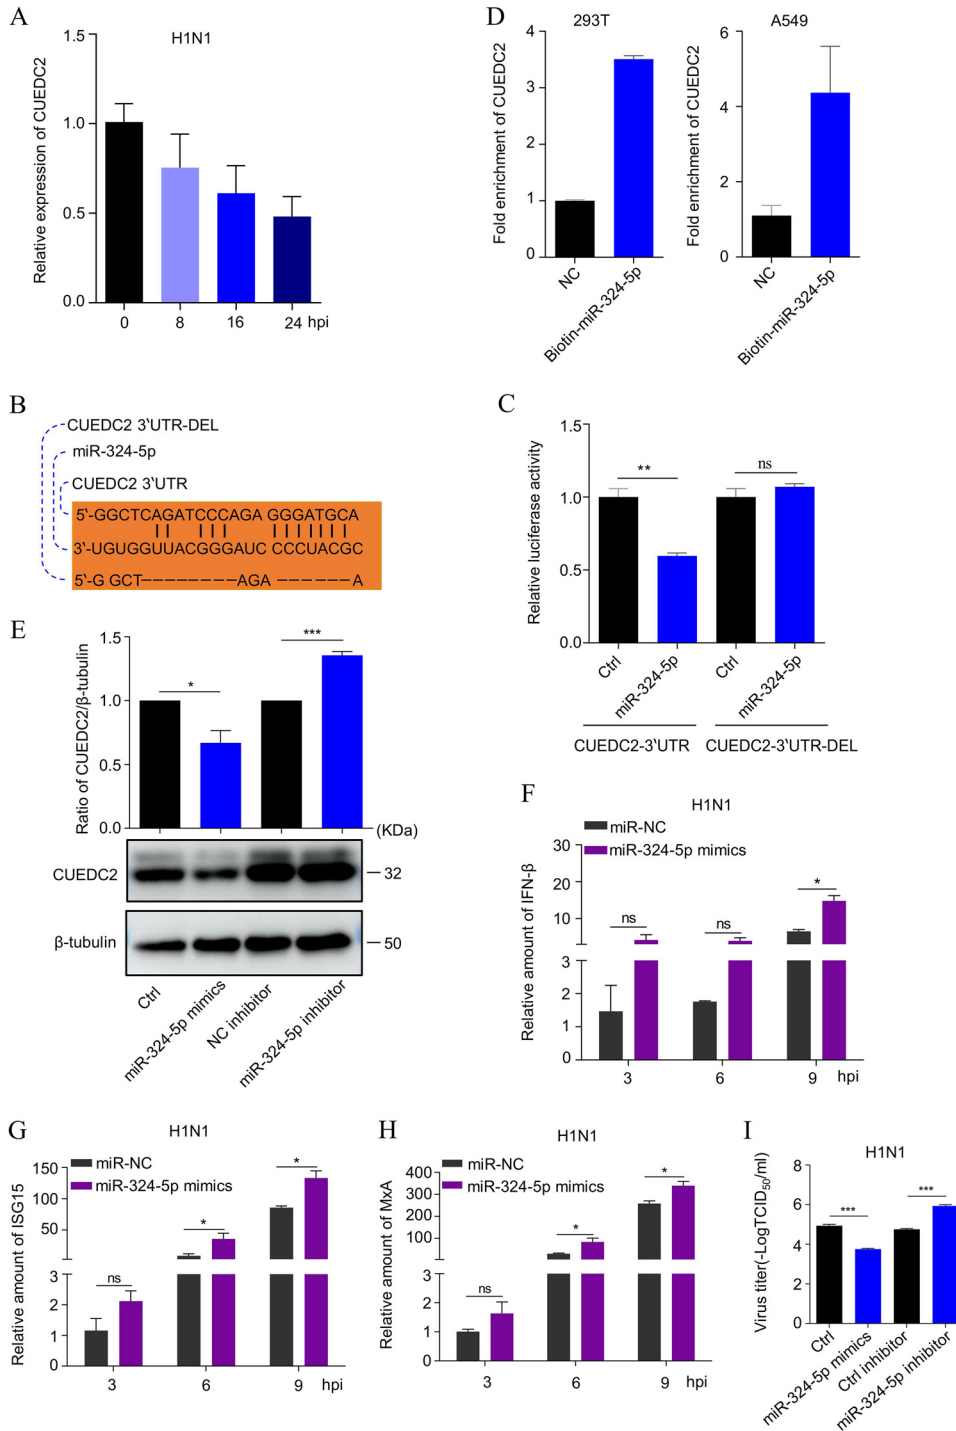 A
H1N1
Relative expression of CUEDC2
1.5
1.0
0.5
0.0
0 8 16 24 hpi
D
293T
Fold enrichment of CUEDC2
4
3
2
1
0
NC
Biotin-miR-324-5p
A549
Fold enrichment of CUEDC2
6
4
2
0
NC
Biotin-miR-324-5p
B
CUEDC2 3'UTR-DEL
miR-324-5p
CUEDC2 3'UTR
5'-GGCTCAGATCCCAGA GGGATGCA
3'-UGUGGUUACGGGAUC CCCUACGC
5'-G GCT--------AGA ------A
C
Relative luciferase activity
1.5
1.0
0.5
0.0
**
ns
Ctrl
miR-324-5p
Ctrl
miR-324-5p
CUEDC2-3'UTR
CUEDC2-3'UTR-DEL
E
Ratio of CUEDC2/β-tubulin
1.5
1.0
0.5
0.0
*
***
(KDa)
CUEDC2
32
β-tubulin
50
Ctrl
miR-324-5p mimics
NC inhibitor
miR-324-5p inhibitor
F
H1N1
miR-NC
miR-324-5p mimics
Relative amount of IFN-β
30
20
10
3
2
1
0
ns
ns
*
3 6 9 hpi
G
H1N1
miR-NC
miR-324-5p mimics
Relative amount of ISG15
150
100
50
3
2
1
0
ns
*
*
3 6 9 hpi
H
H1N1
miR-NC
miR-324-5p mimics
Relative amount of MxA
400
300
200
100
3
2
1
0
ns
*
*
3 6 9 hpi
I
H1N1
Virus titer(-LogTCID50/ml)
8
6
4
2
0
***
***
Ctrl
miR-324-5p mimics
Ctrl inhibitor
miR-324-5p inhibitor